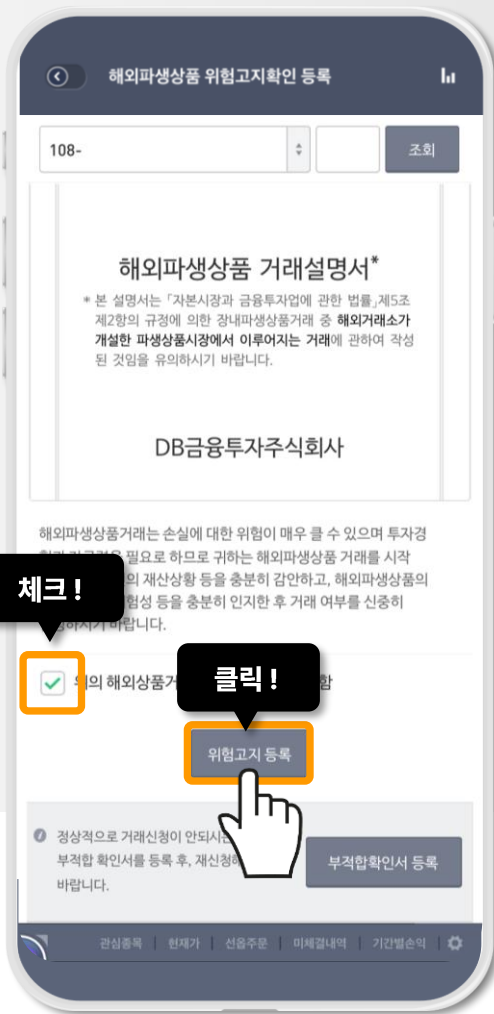 해외파생상품 위험고지확인 등록
108-
조회
해외파생상품 거래설명서*
* 본 설명서는 「자본시장과 금융투자업에 관한 법률」제5조
제2항의 규정에 의한 장내파생상품거래 중 해외거래소가
개설한 파생상품시장에서 이루어지는 거래에 관하여 작성
된 것임을 유의하시기 바랍니다.
DB금융투자주식회사
해외파생상품거래는 손실에 대한 위험이 매우 클 수 있으며 투자경
필요로 하므로 귀하는 해외파생상품 거래를 시작
의 재산상황 등을 충분히 감안하고, 해외파생상품의
체크 !
험성 등을 충분히 인지한 후 거래 여부를 신중히
바랍니다.
클릭 !
의 해외상품거
함
위험고지 등록
정상적으로 거래신청이 안되시는
부적합 확인서를 등록 후, 재신청
바랍니다.
부적합확인서 등록
관심종목 | 현재가 | 선옵주문 | 미체결내역 | 기간별손익